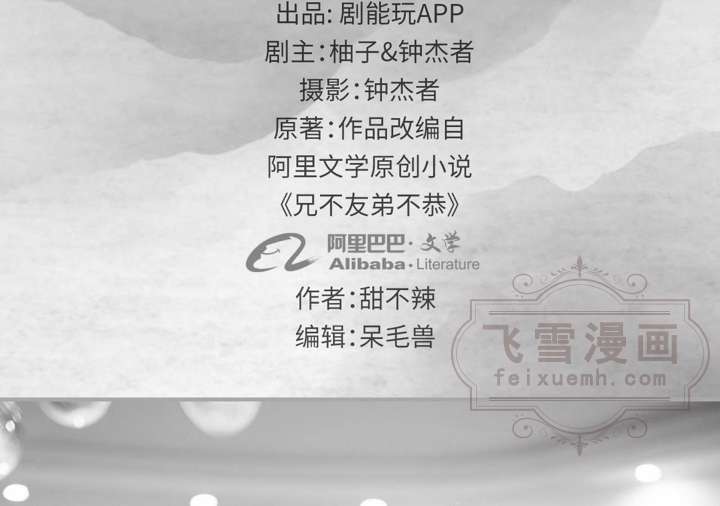 出品: 剧能玩APP
剧主:柚子&钟杰者
摄影:钟杰者
原著:作品改编自
阿里文学原创小说
《兄不友弟不恭》
阿里巴巴·文学
Alibaba·Literature
作者:甜不辣
编辑:呆毛兽
飞雪漫画
feixuemh.com